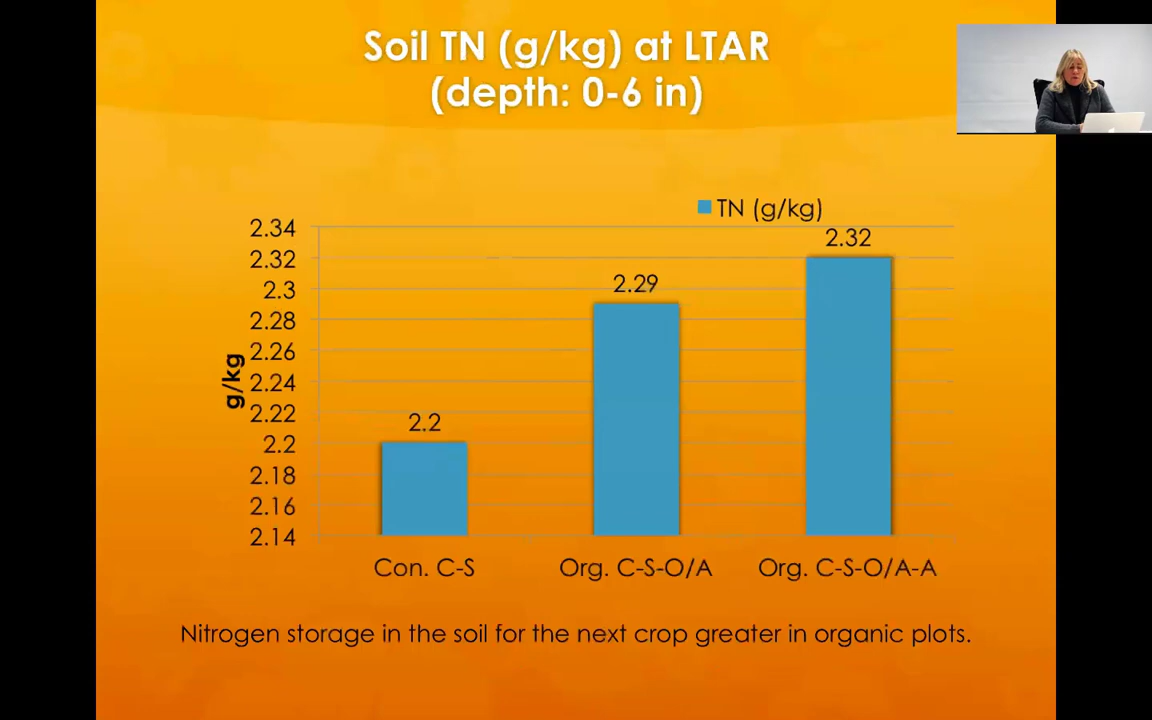 Soil TN (g/kg) at LTAR
(depth: 0-6 in)
TN (g/kg)
2.34
2.32
2.3
2.28
2.26
2.24
2.22
2.2
2.18
2.16
2.14
g/kg
2.2
2.29
2.32
Con. C-S
Org. C-S-O/A
Org. C-S-O/A-A
Nitrogen storage in the soil for the next crop greater in organic plots.